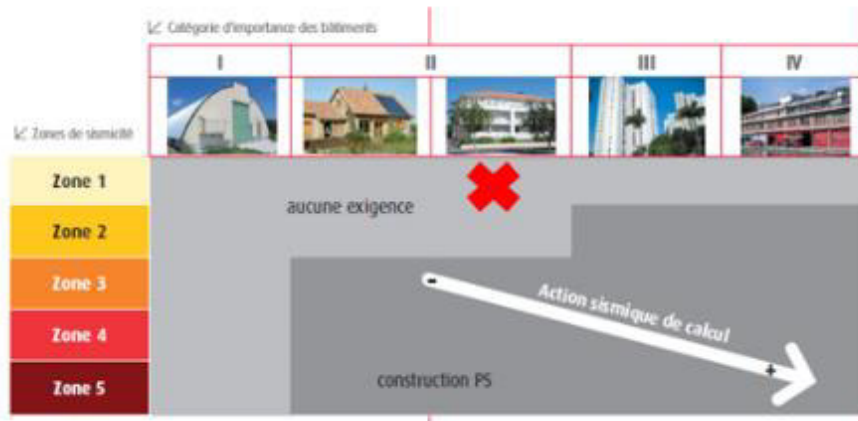 Catégorie d'importance des bâtiments
I II III IV
Zones de sismicité
Zone 1
aucune exigence
Zone 2
Zone 3
-
Action sismique de calcul
Zone 4
+
construction PS
Zone 5